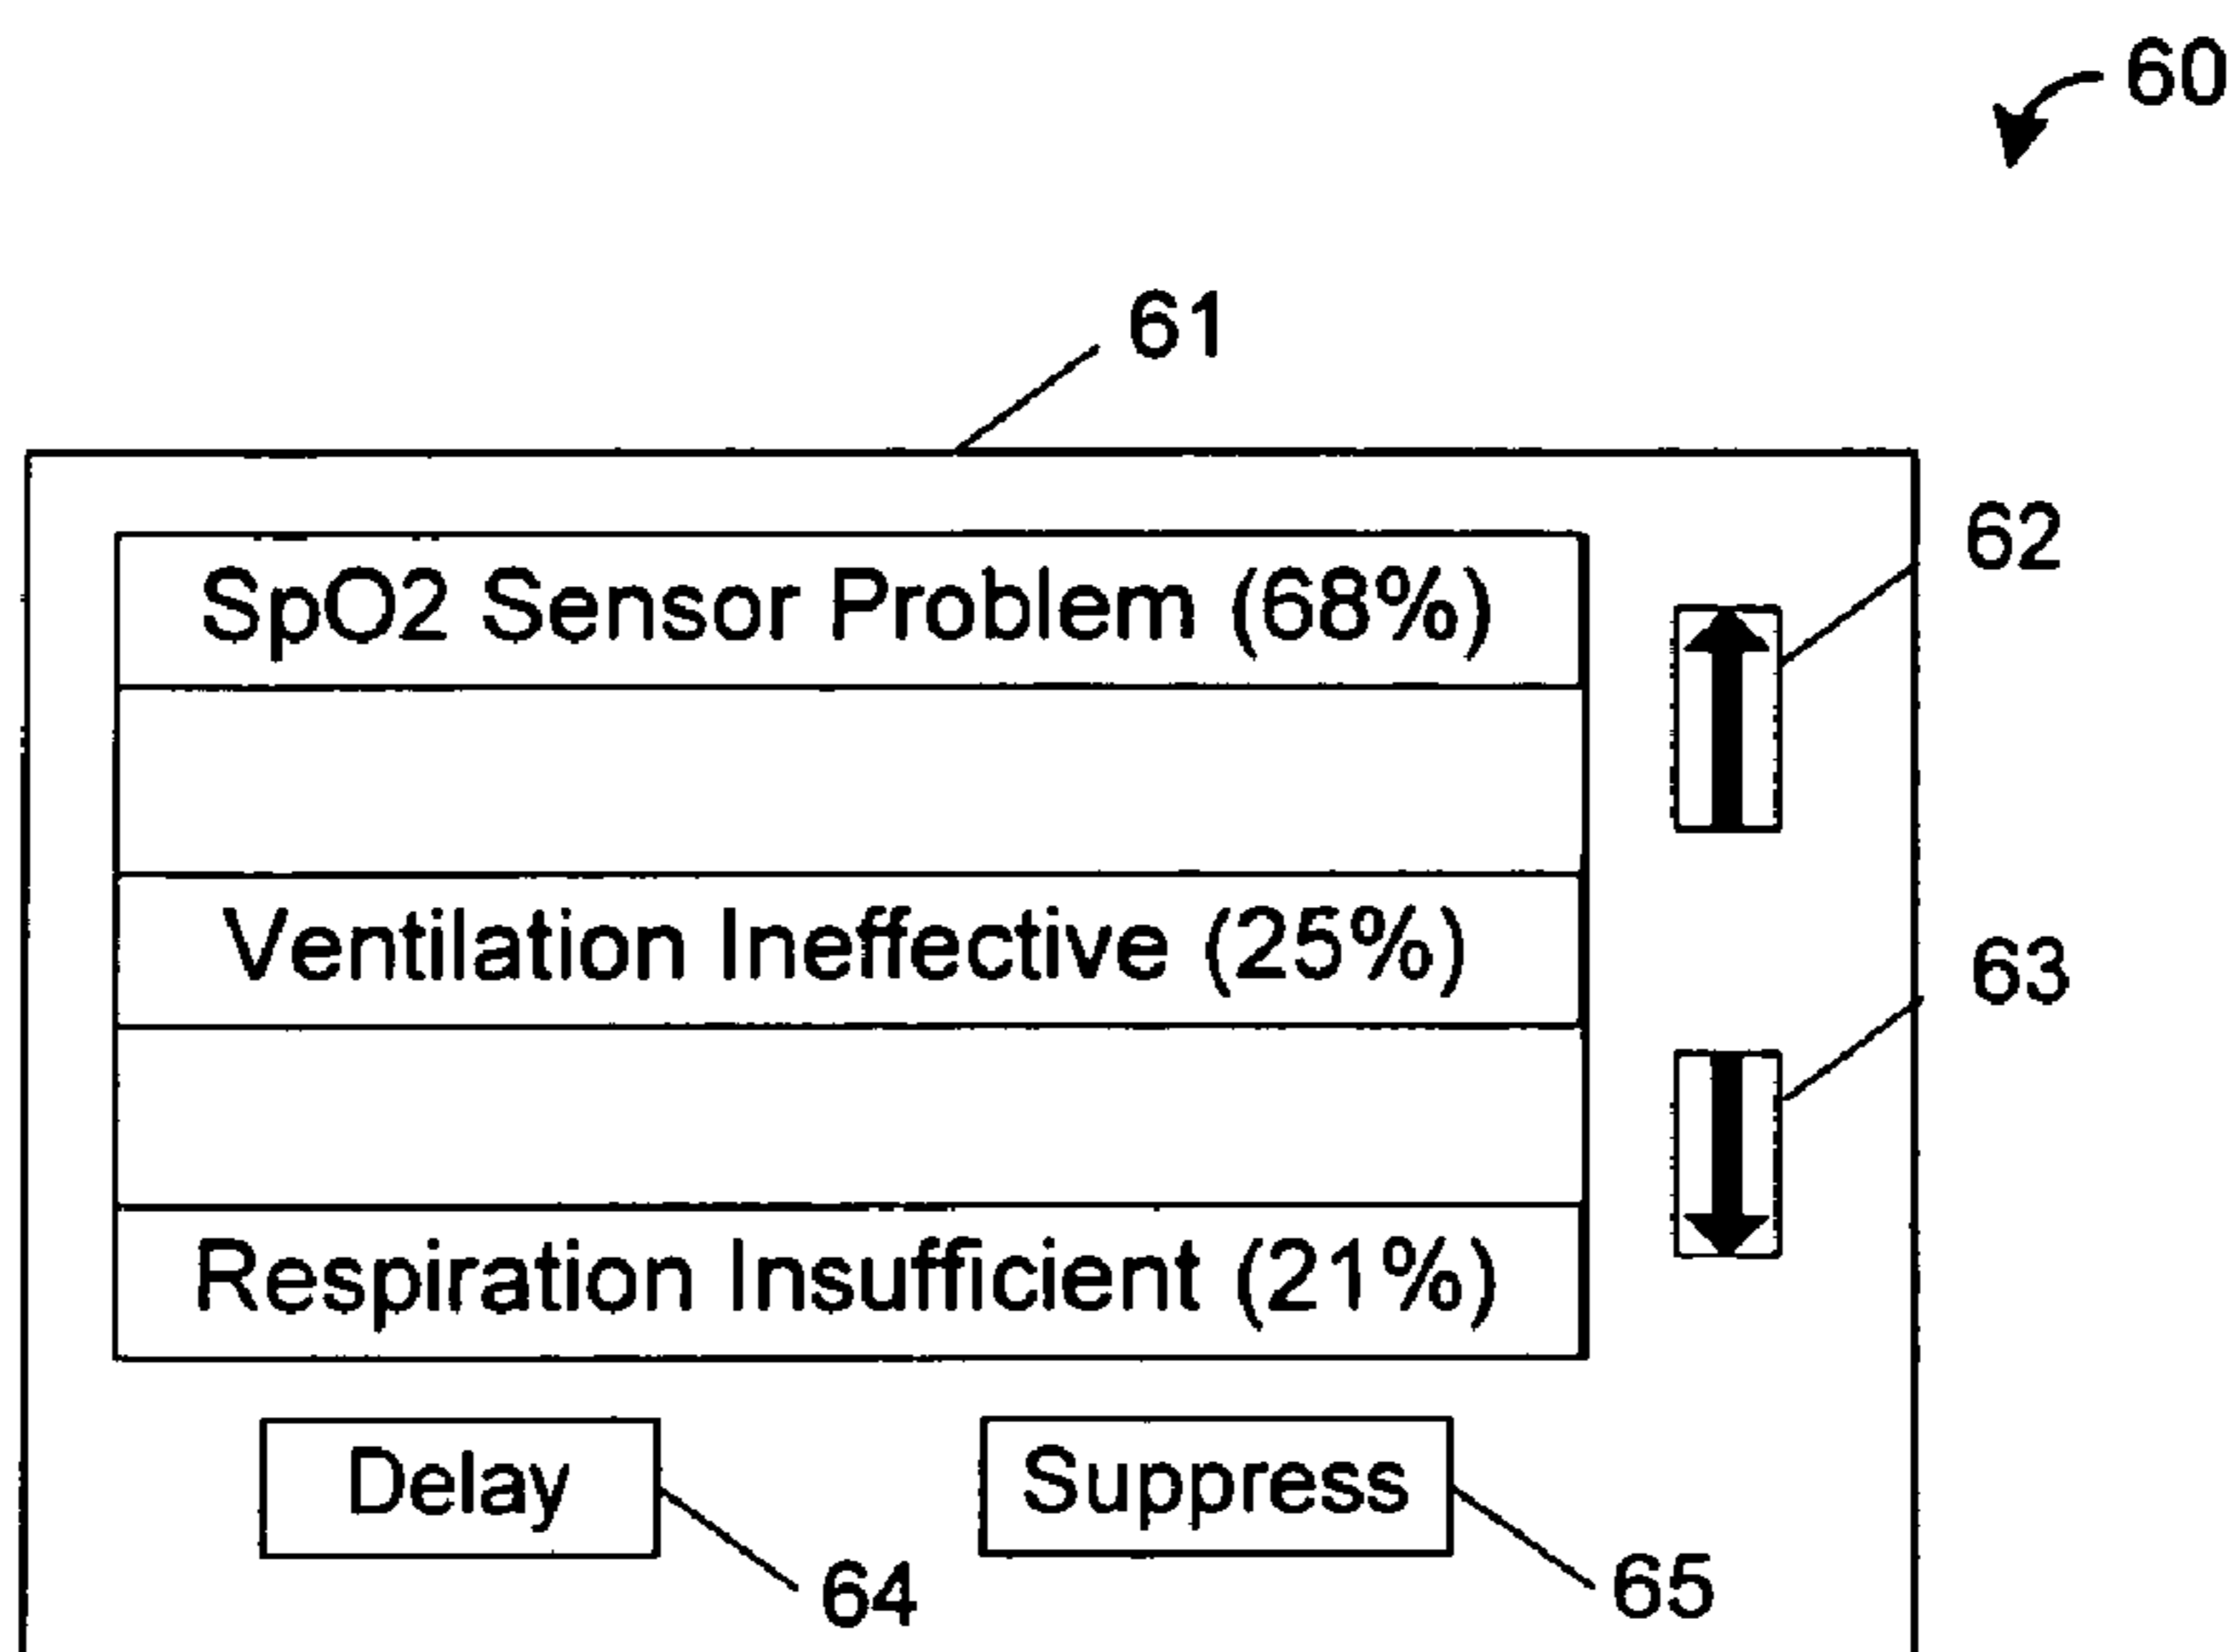 60
61
62
SpO2 Sensor Problem (68%)
Ventilation Ineffective (25%)
63
Respiration Insufficient (21%)
Delay
Suppress
64
65